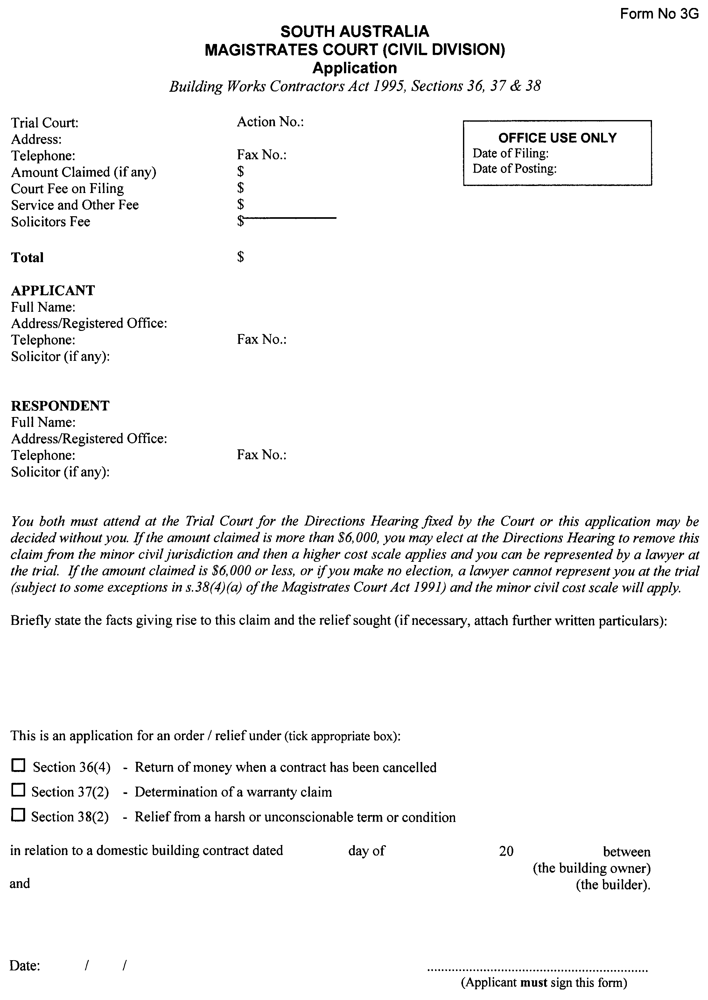 Form No 3G
SOUTH AUSTRALIA
MAGISTRATES COURT (CIVIL DIVISION)
Application
Building Works Contractors Act 1995, Sections 36, 37 & 38
Trial Court: Action No.:
Address:
Telephone: Fax No.:
Amount Claimed (if any) $
Court Fee on Filing $
Service and Other Fee $
Solicitors Fee $
Total $
OFFICE USE ONLY
Date of Filing:
Date of Posting:
APPLICANT
Full Name:
Address/Registered Office:
Telephone: Fax No.:
Solicitor (if any):
RESPONDENT
Full Name:
Address/Registered Office:
Telephone: Fax No.:
Solicitor (if any):
You both must attend at the Trial Court for the Directions Hearing fixed by the Court or this application may be
decided without you. If the amount claimed is more than $6,000, you may elect at the Directions Hearing to remove this
claim from the minor civil jurisdiction and then a higher cost scale applies and you can be represented by a lawyer at
the trial. If the amount claimed is $6,000 or less, or if you make no election, a lawyer cannot represent you at the trial
(subject to some exceptions in s.38(4)(a) of the Magistrates Court Act 1991) and the minor civil cost scale will apply.
Briefly state the facts giving rise to this claim and the relief sought (if necessary, attach further written particulars):
This is an application for an order / relief under (tick appropriate box):
☐ Section 36(4) - Return of money when a contract has been cancelled
☐ Section 37(2) - Determination of a warranty claim
☐ Section 38(2) - Relief from a harsh or unconscionable term or condition
in relation to a domestic building contract dated day of 20 between
(the building owner)
and (the builder).
Date: / /
(Applicant must sign this form)